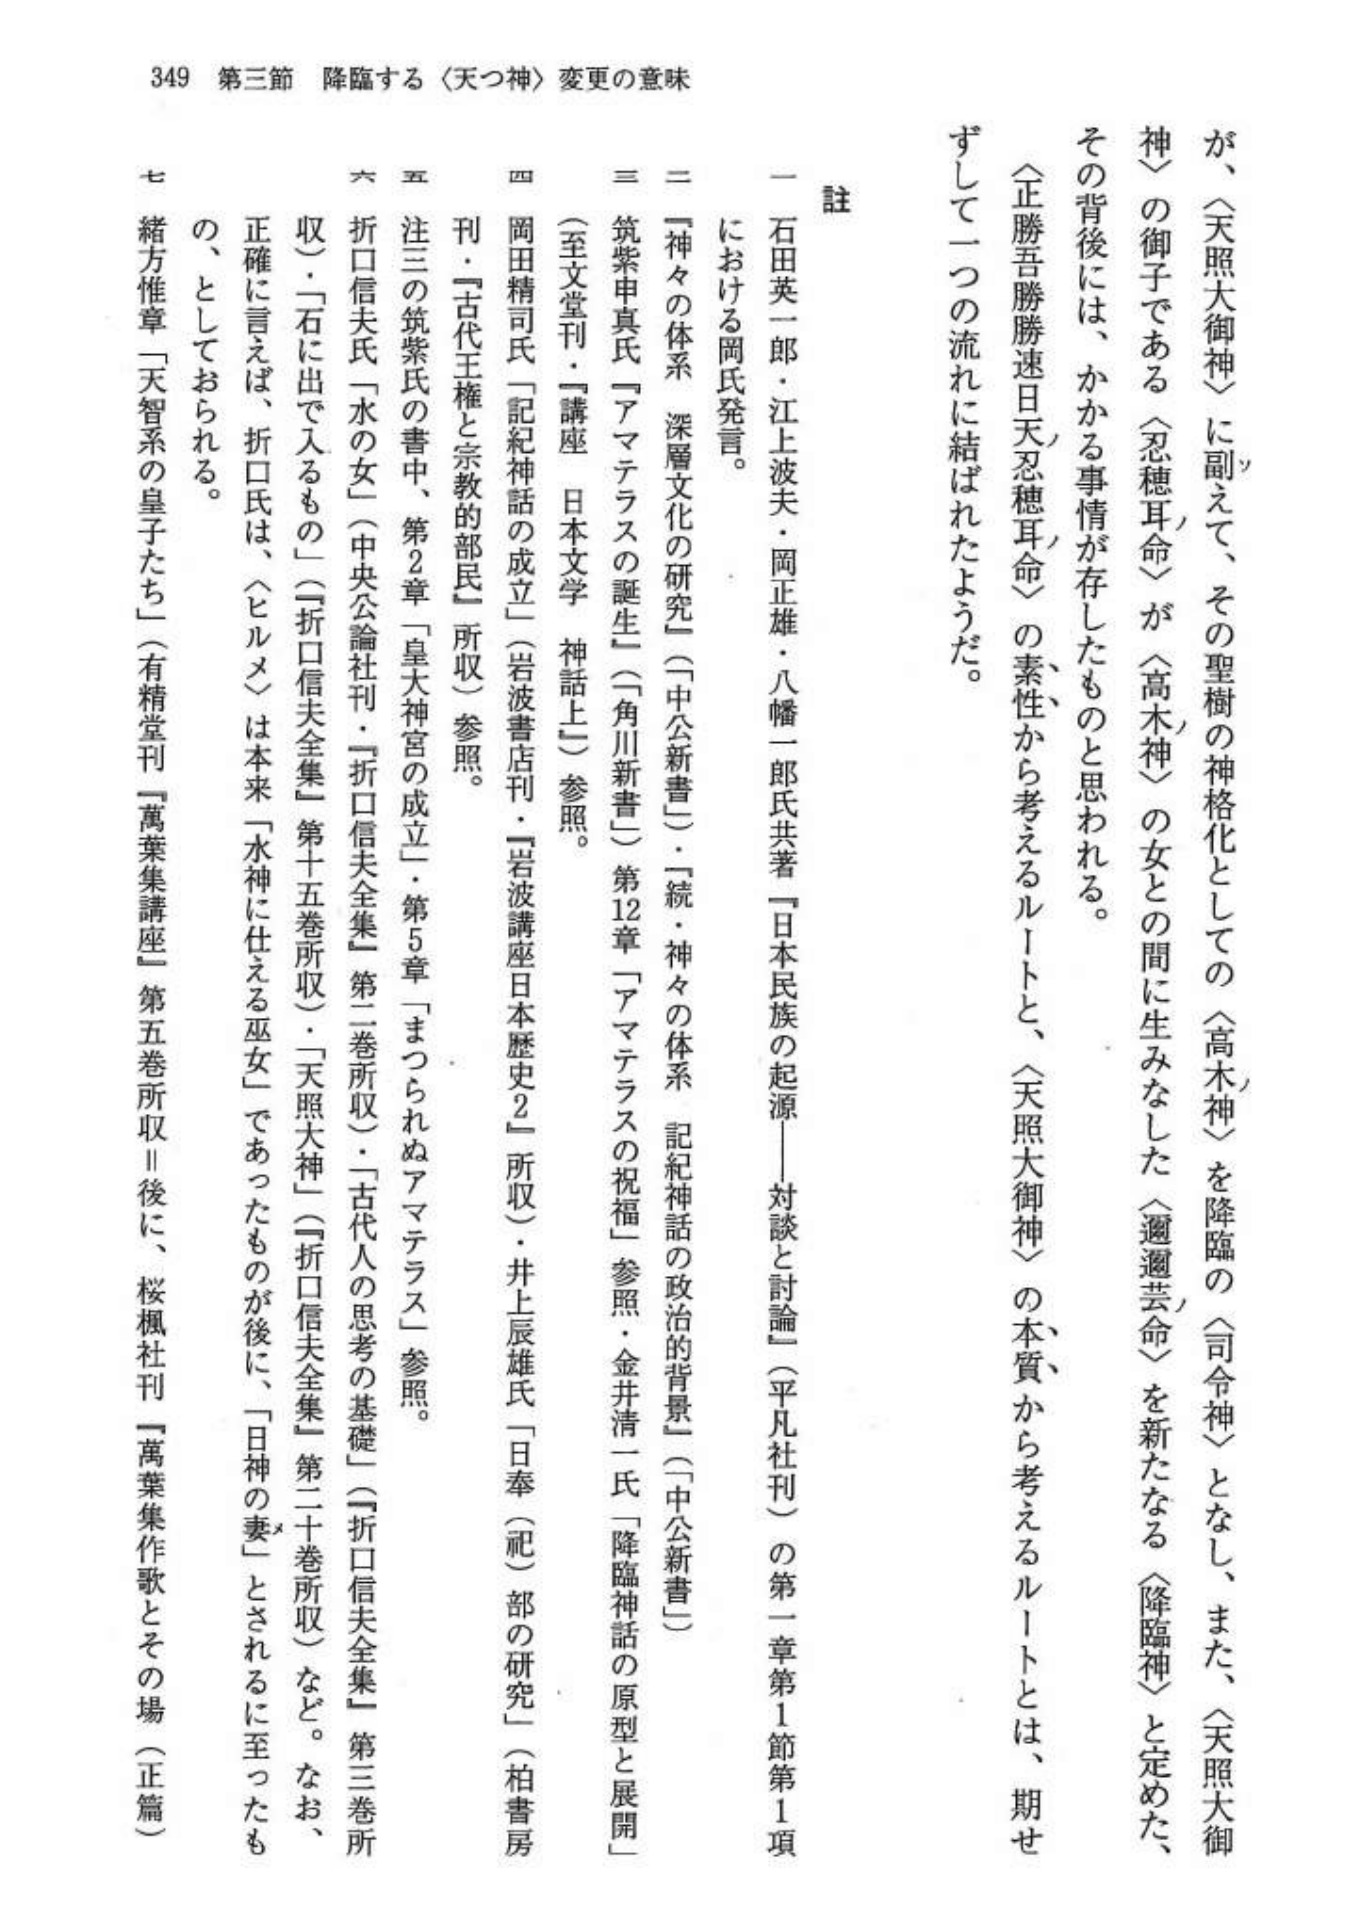 349　第三節　降臨する〈天つ神〉変更の意味
が、〈天照大御神〉に副えて、その聖樹の神格化としての〈高木ノ神〉を降臨の〈司令神〉となし、また、〈天照大御
神〉の御子である〈忍穂耳ノ命〉が〈高木ノ神〉の女との間に生みなした〈邇邇芸ノ命〉を新たなる〈降臨神〉と定めた、
その背後には、かかる事情が存したものと思われる。
〈正勝吾勝勝速日天ノ忍穂耳ノ命〉の素性から考えるルートと、〈天照大御神〉の本質から考えるルートとは、期せ
ずして一つの流れに結ばれたようだ。
註
一　石田英一郎・江上波夫・岡正雄・八幡一郎氏共著『日本民族の起源――対談と討論』（平凡社刊）の第一章第1節第1項
における岡氏発言。
二　『神々の体系　深層文化の研究』（「中公新書」）・『続・神々の体系　記紀神話の政治的背景』（「中公新書」）
三　筑紫申真氏『アマテラスの誕生』（「角川新書」）第12章「アマテラスの祝福」参照・金井清一氏「降臨神話の原型と展開」
（至文堂刊・『講座　日本文学　神話上』）参照。
四　岡田精司氏「記紀神話の成立」（岩波書店刊・『岩波講座日本歴史2』所収）・井上辰雄氏「日奉（祀）部の研究」（柏書房
刊・『古代王権と宗教的部民』所収）参照。
五　注三の筑紫氏の書中、第2章「皇大神宮の成立」・第5章「まつられぬアマテラス」参照。
六　折口信夫氏「水の女」（中央公論社刊・『折口信夫全集』第二巻所収）・「古代人の思考の基礎」（『折口信夫全集』第三巻所
収）・「石に出で入るもの」（『折口信夫全集』第十五巻所収）・「天照大神」（『折口信夫全集』第二十巻所収）など。なお、
正確に言えば、折口氏は、〈ヒルメ〉は本来「水神に仕える巫女」であったものが後に、「日神の妻」とされるに至ったも
の、としておられる。
七　緒方惟章「天智系の皇子たち」（有精堂刊『萬葉集講座』第五巻所収＝後に、桜楓社刊『萬葉集作歌とその場（正篇）